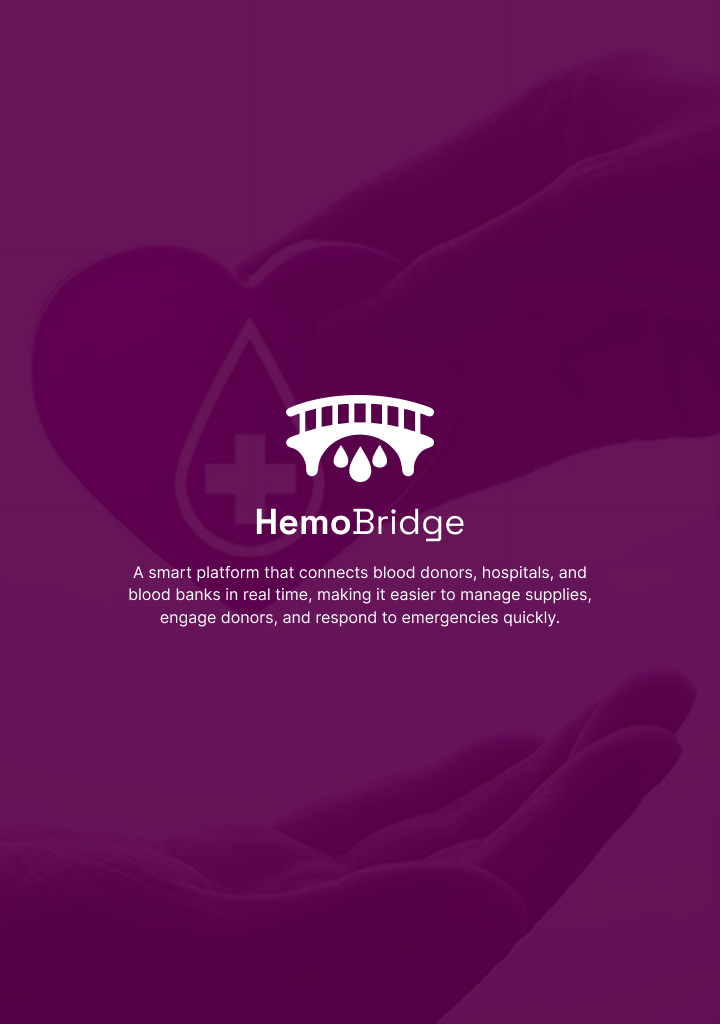 HemoBridge
A smart platform that connects blood donors, hospitals, and
blood banks in real time, making it easier to manage supplies,
engage donors, and respond to emergencies quickly.